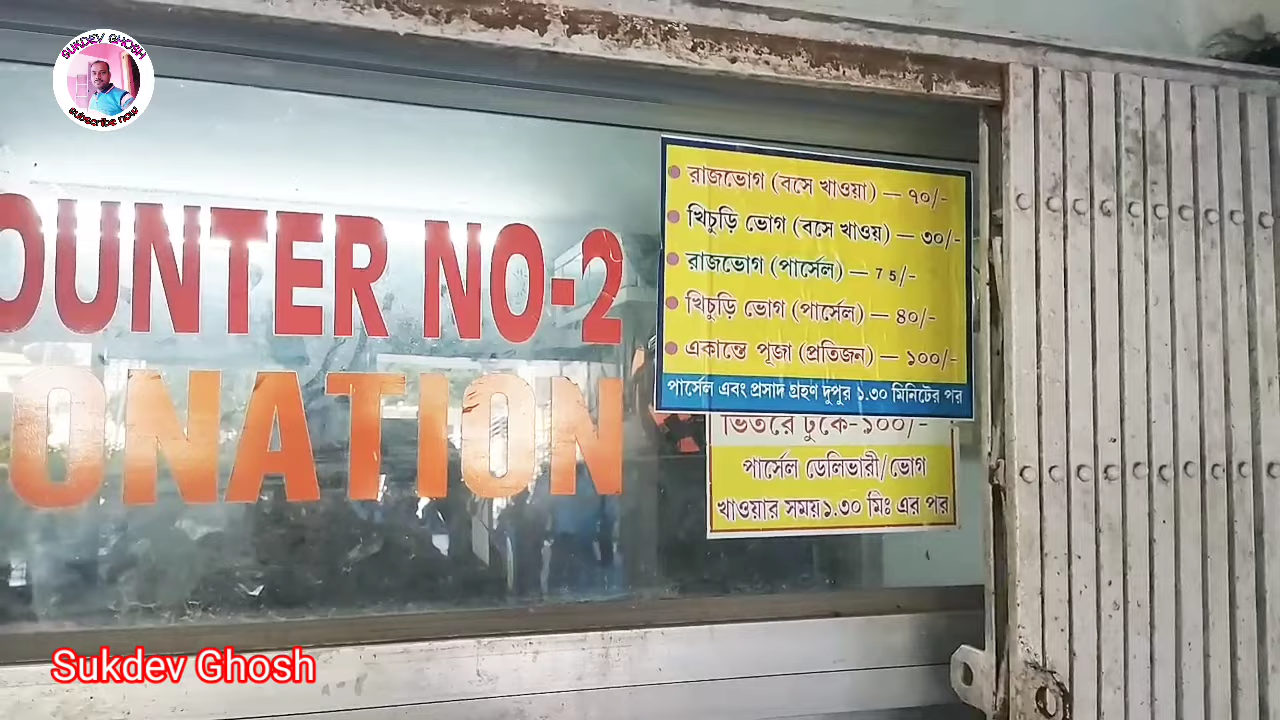 SUKDEV GHOSH
subscribe now
OUNTER NO-2
ONATION
রাজভোগ (বসে খাওয়া) — ৭০/-
খিচুড়ি ভোগ (বসে খাওয়) — ৩০/-
রাজভোগ (পার্সেল) — 75/-
খিচুড়ি ভোগ (পার্সেল) — ৪০/-
একান্তে পূজা (প্রতিজন) — ১০০/-
পার্সেল এবং প্রসাদ গ্রহণ দুপুর ১.৩০ মিনিটের পর
ভিতরে ঢুকে-১০০/-
পার্সেল ডেলিভারী/ভোগ
খাওয়ার সময়১.৩০ মিঃ এর পর
Sukdev Ghosh